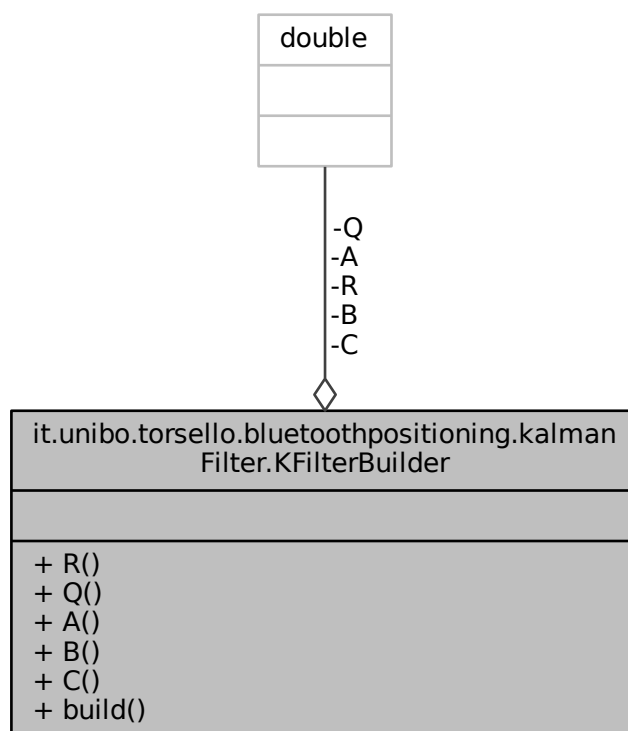 double
-Q
-A
-R
-B
-C
it.unibo.torsello.bluetoothpositioning.kalman
Filter.KFilterBuilder
+ R()
+ Q()
+ A()
+ B()
+ C()
+ build()